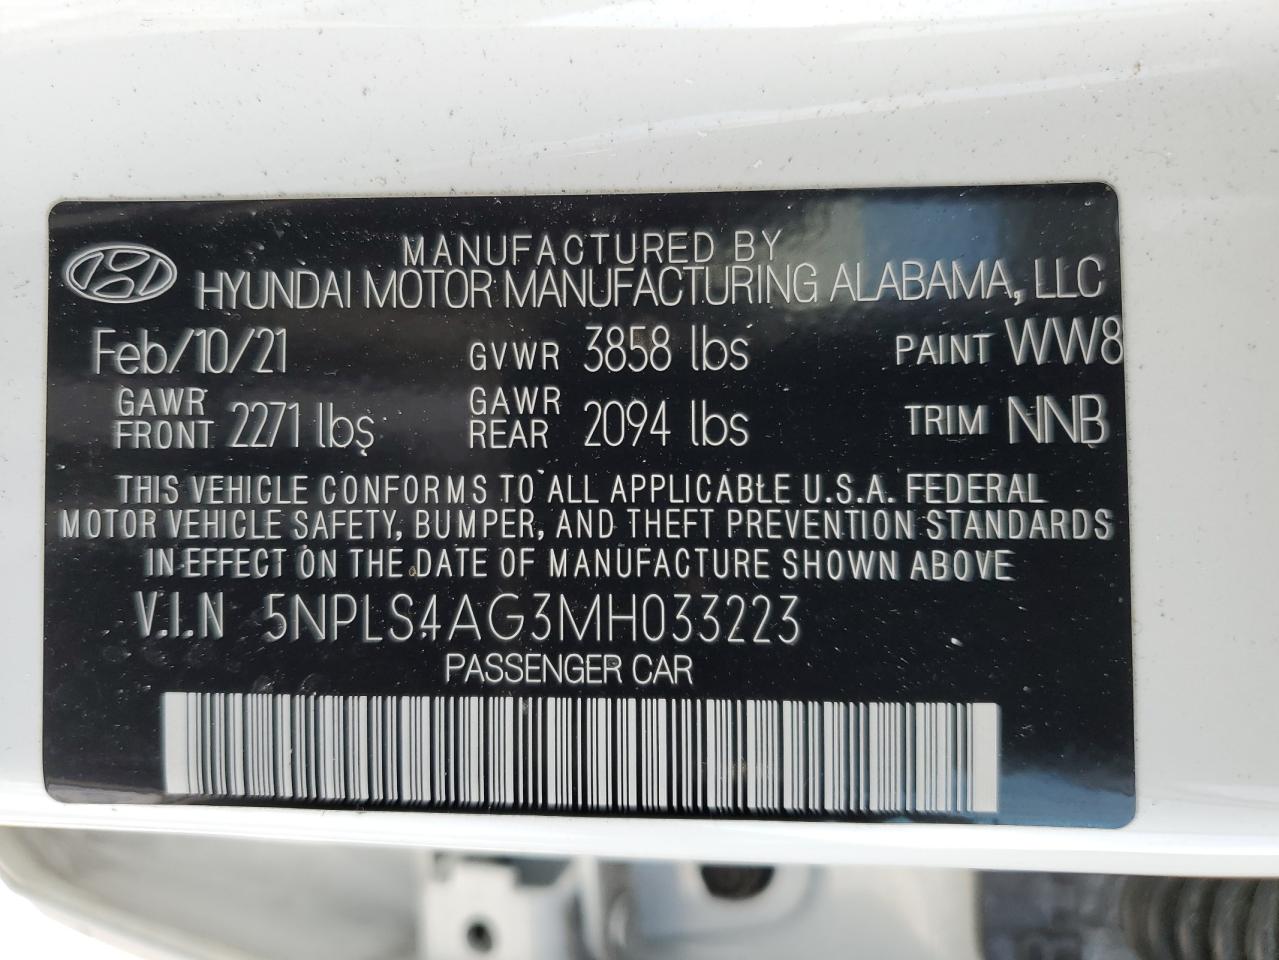 MANUFACTURED BY
HYUNDAI MOTOR MANUFACTURING ALABAMA, LLC
Feb/10/21 GVWR 3858 lbs PAINT WW8
GAWR FRONT 2271 lbs GAWR REAR 2094 lbs TRIM NNB
THIS VEHICLE CONFORMS TO ALL APPLICABLE U.S.A. FEDERAL
MOTOR VEHICLE SAFETY, BUMPER, AND THEFT PREVENTION STANDARDS
IN EFFECT ON THE DATE OF MANUFACTURE SHOWN ABOVE
V.I.N 5NPLS4AG3MH033223
PASSENGER CAR